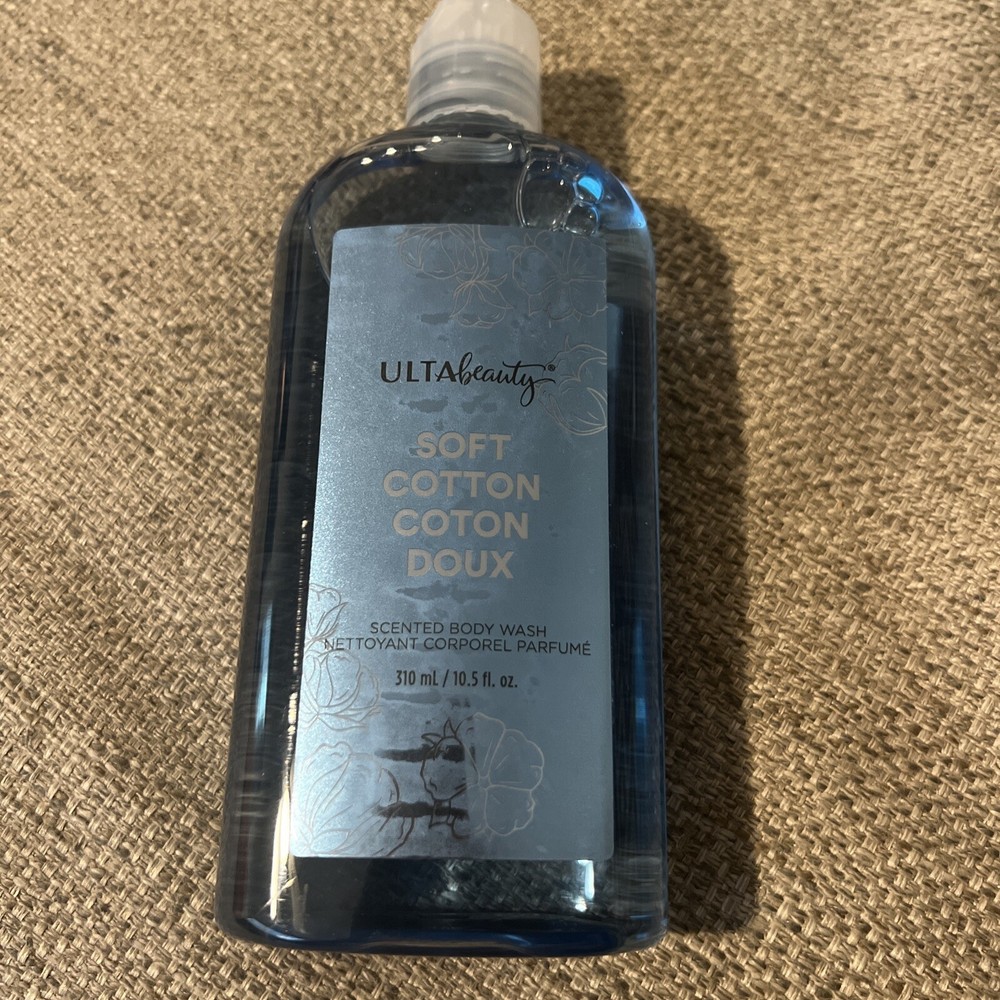 ULTAbeauty®
SOFT
COTTON
COTON
DOUX
SCENTED BODY WASH
NETTOYANT CORPOREL PARFUMÉ
310 mL / 10.5 fl. oz.